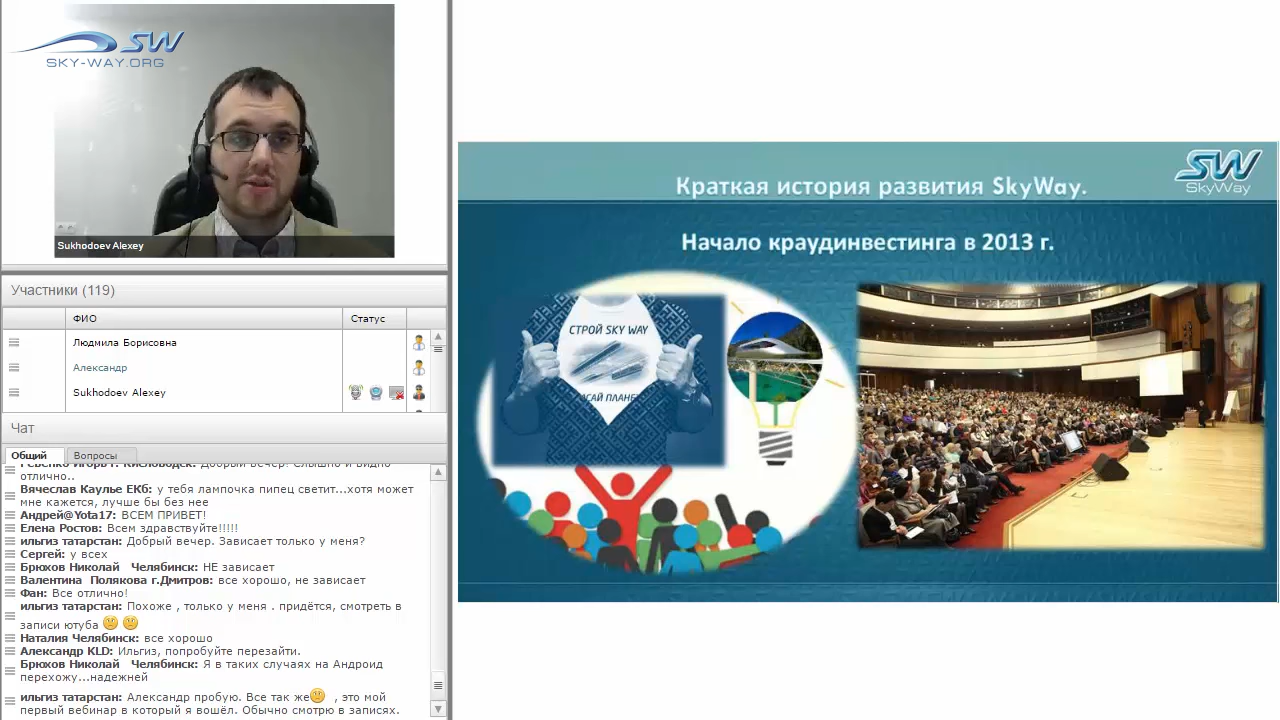 SW
SKY-WAY.ORG
Sukhodoev Alexey
Участники (119)
ФИО
Статус
Людмила Борисовна
Александр
Sukhodoev Alexey
Чат
Общий
Вопросы
Добрый вечер! Слышно и видно
отлично..
Вячеслав Каулье ЕКб: у тебя лампочка пипец светит...хотя может
мне кажется, лучше бы без нее
Андрей@Yota17: ВСЕМ ПРИВЕТ!
Елена Ростов: Всем здравствуйте!!!!!
ильгиз татарстан: Добрый вечер. Зависает только у меня?
Сергей: у всех
Брюхов Николай Челябинск: НЕ зависает
Валентина Полякова г.Дмитров: все хорошо, не зависает
Фан: Все отлично!
ильгиз татарстан: Похоже , только у меня . придётся, смотреть в
записи ютуба
Наталия Челябинск: все хорошо
Александр KLD: Ильгиз, попробуйте перезайти.
Брюхов Николай Челябинск: Я в таких случаях на Андроид
перехожу...надежней
ильгиз татарстан: Александр пробую. Все так же , это мой
первый вебинар в который я вошёл. Обычно смотрю в записях.
Краткая история развития SkyWay.
SW
SkyWay
Начало краудинвестинга в 2013 г.
СТРОЙ SKY WAY